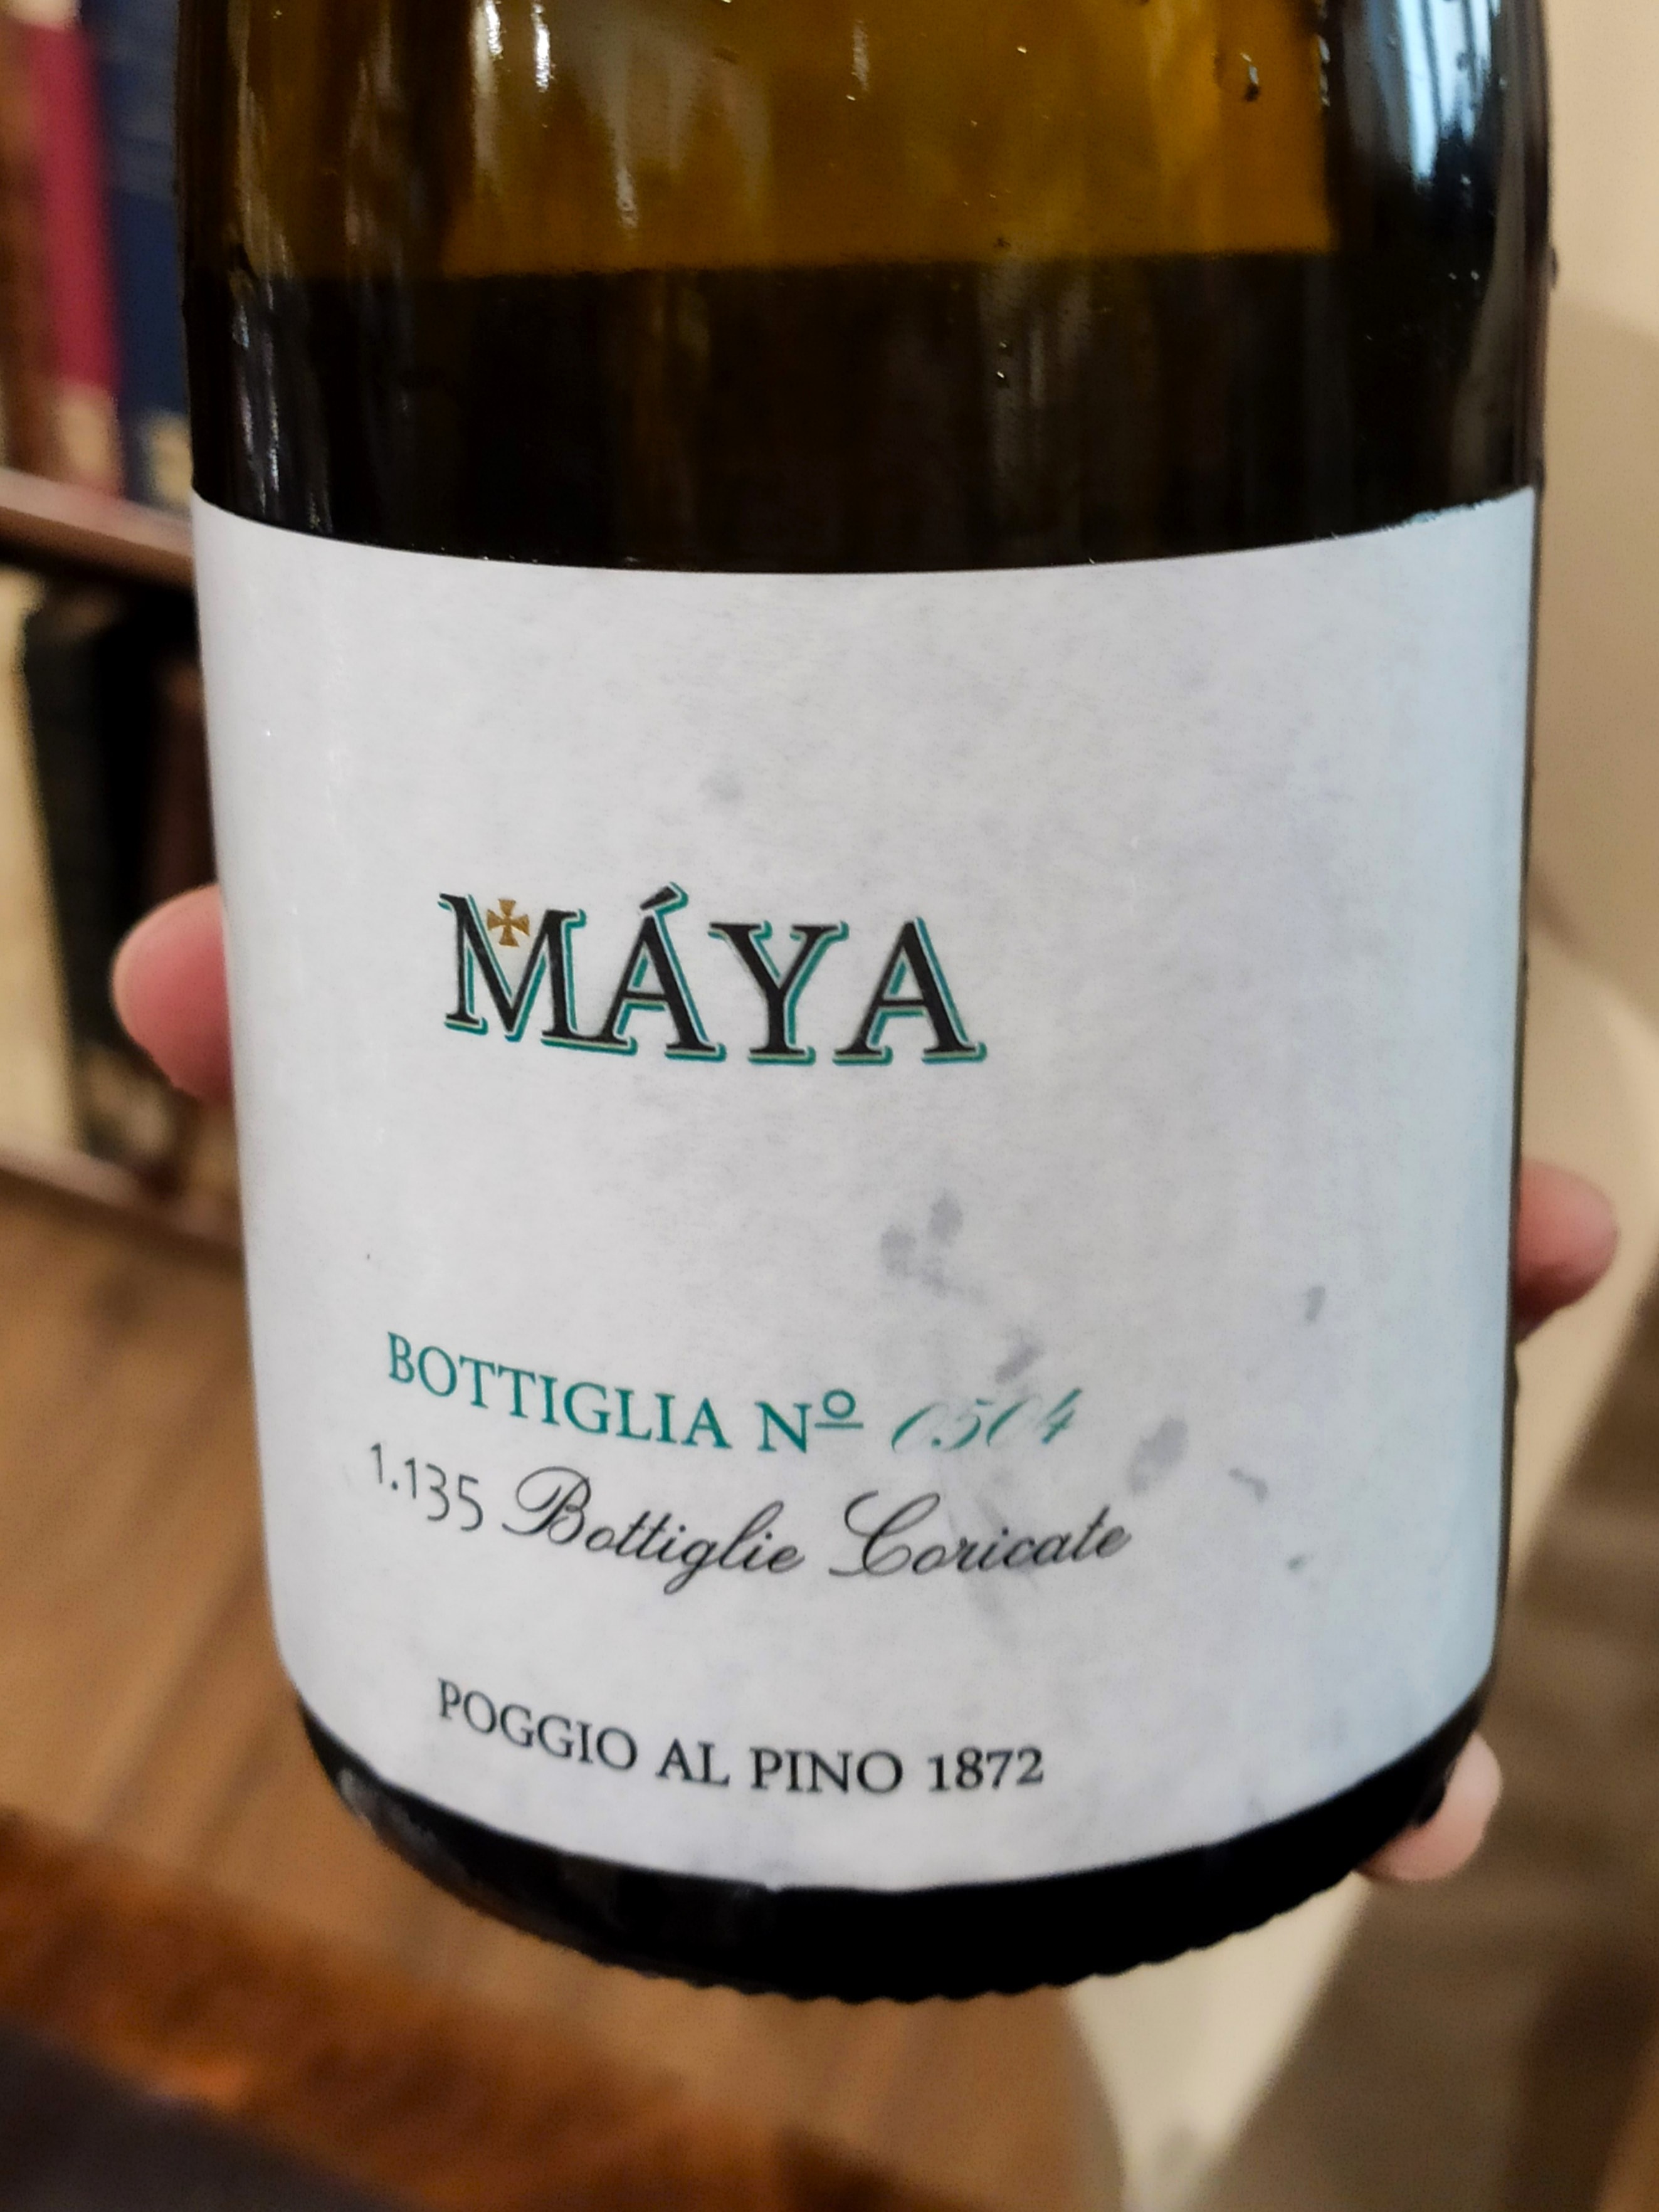 MÁYA
BOTTIGLIA Nº 0504
1.135 Bottiglie Coricate
POGGIO AL PINO 1872